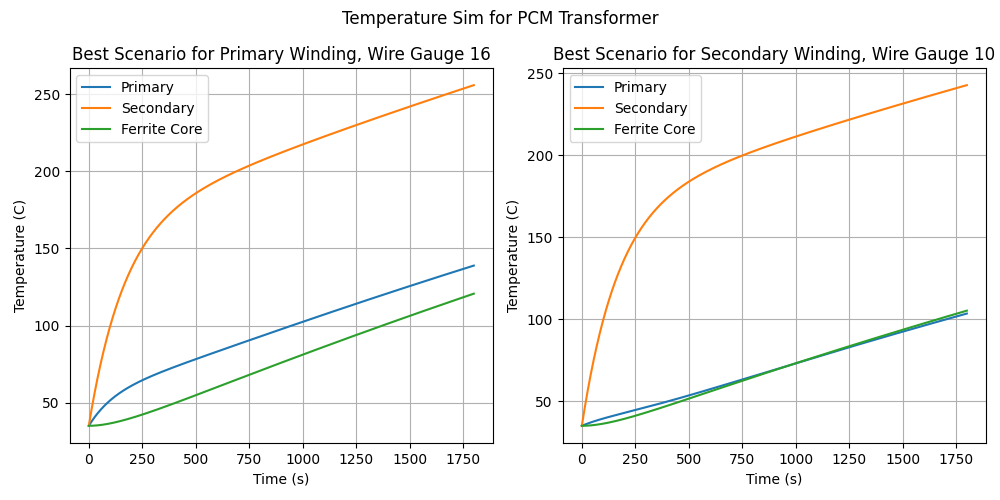 Temperature Sim for PCM Transformer
Best Scenario for Primary Winding, Wire Gauge 16
Primary
Secondary
Ferrite Core
250
200
150
100
50
Temperature (C)
0 250 500 750 1000 1250 1500 1750
Time (s)
Best Scenario for Secondary Winding, Wire Gauge 10
Primary
Secondary
Ferrite Core
250
200
150
100
50
Temperature (C)
0 250 500 750 1000 1250 1500 1750
Time (s)